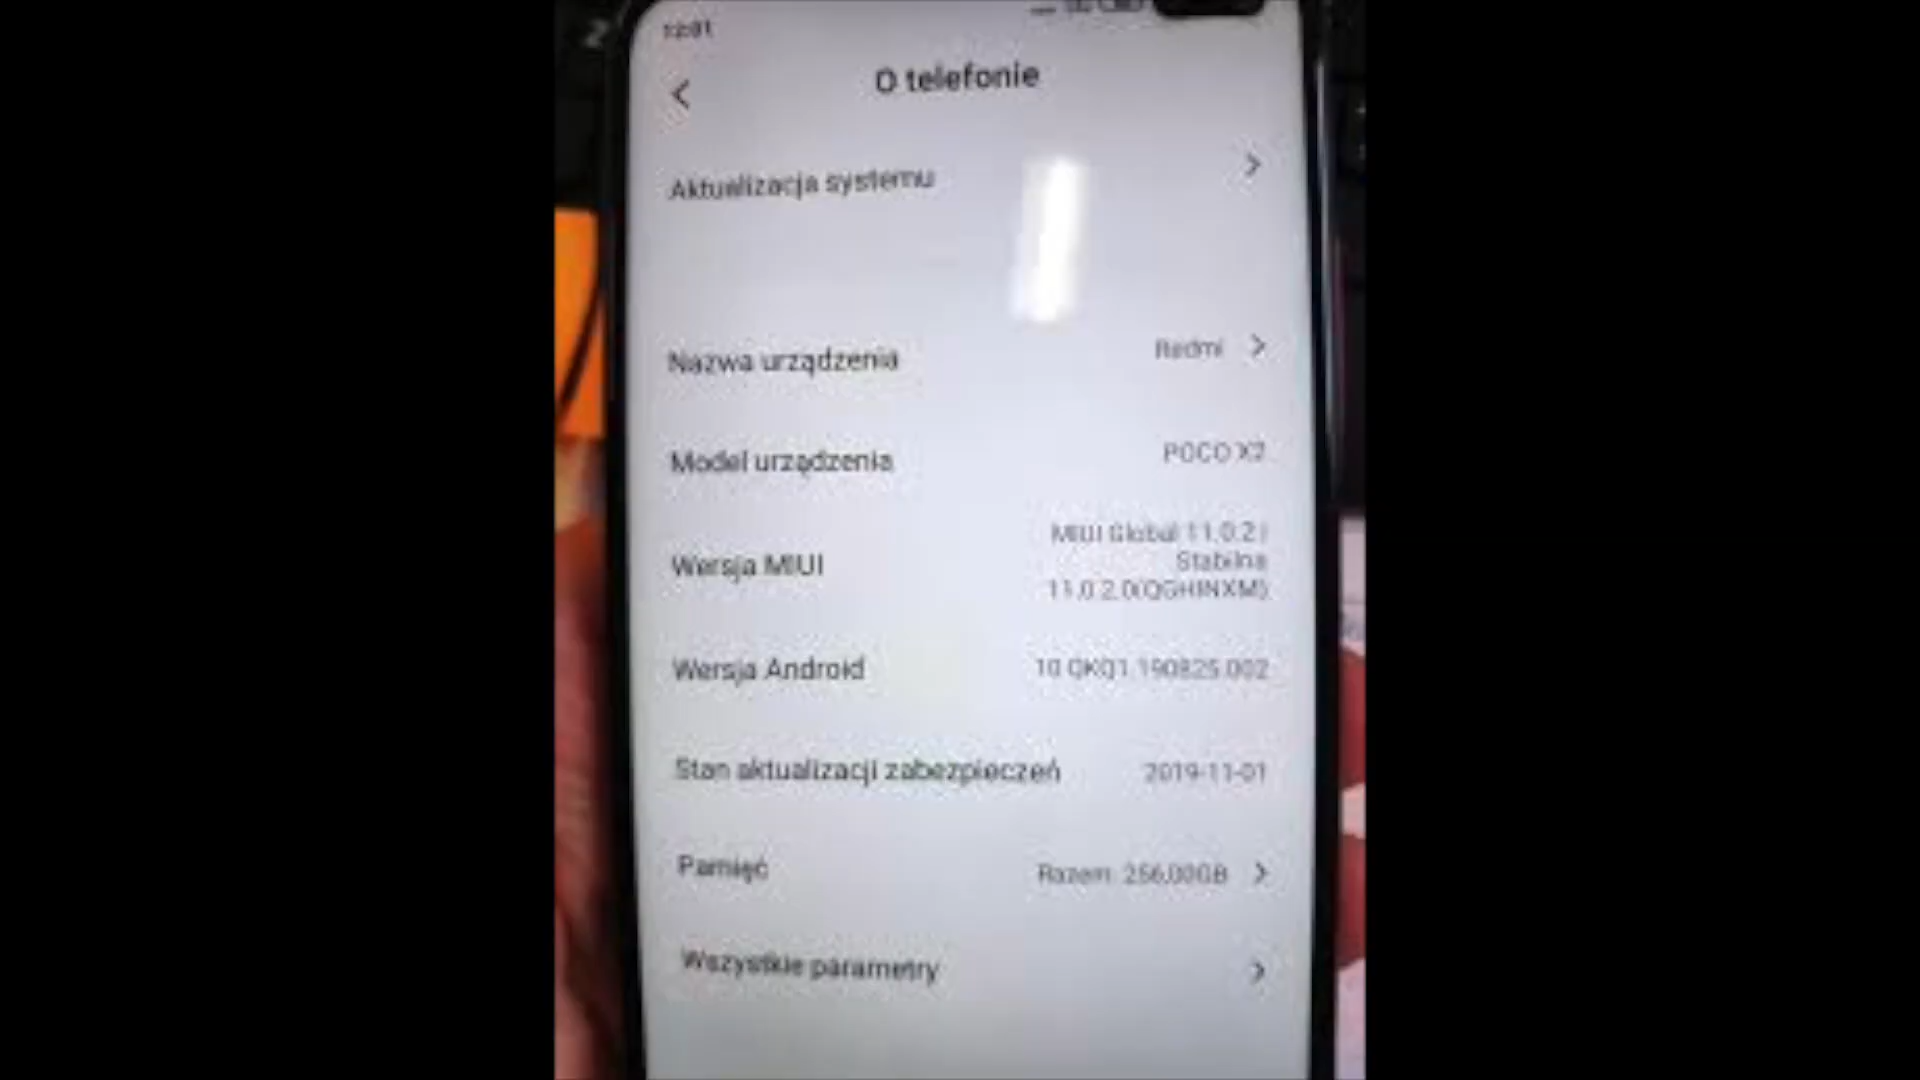 12:01
O telefonie
Aktualizacja systemu
Nazwa urządzenia Redmi
Model urządzenia POCO X2
MIUI Global 11.0.2 |
Wersja MIUI Stabilna
11.0.2.0(QGHINXM)
Wersja Android 10 QKQ1.190825.002
Stan aktualizacji zabezpieczeń 2019-11-01
Pamięć Razem: 256,00GB
Wszystkie parametry